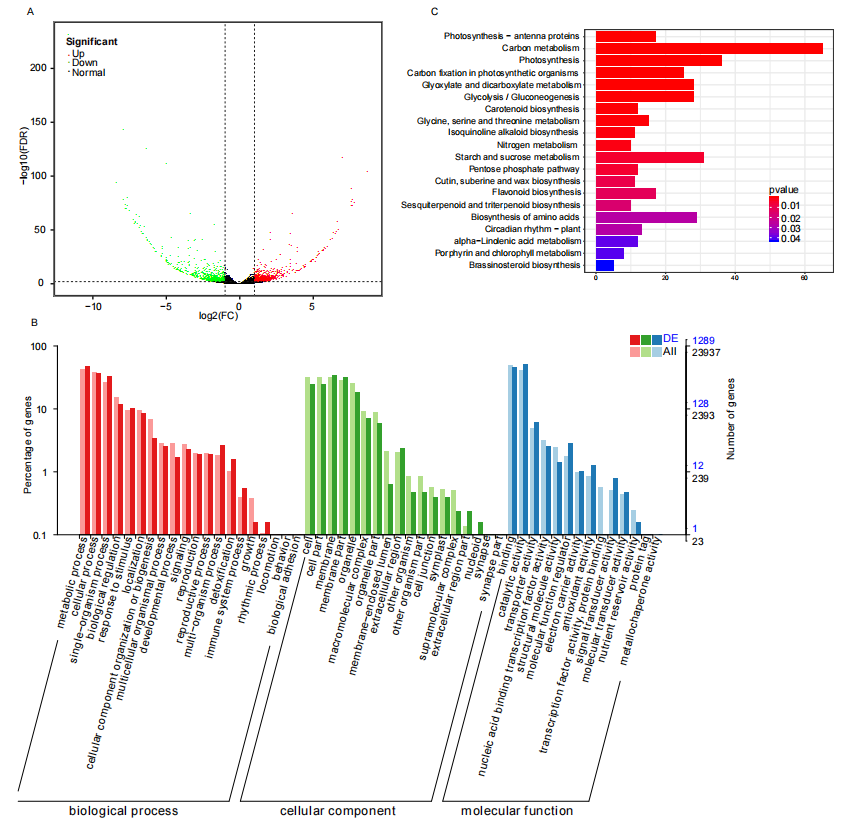 A
Significant
Up
Down
Normal
200
150
100
50
0
−log10(FDR)
−10
−5
0
5
log2(FC)
C
Photosynthesis − antenna proteins
Carbon metabolism
Photosynthesis
Carbon fixation in photosynthetic organisms
Glyoxylate and dicarboxylate metabolism
Glycolysis / Gluconeogenesis
Carotenoid biosynthesis
Glycine, serine and threonine metabolism
Isoquinoline alkaloid biosynthesis
Nitrogen metabolism
Starch and sucrose metabolism
Pentose phosphate pathway
Cutin, suberine and wax biosynthesis
Flavonoid biosynthesis
Sesquiterpenoid and triterpenoid biosynthesis
Biosynthesis of amino acids
Circadian rhythm − plant
alpha−Linolenic acid metabolism
Porphyrin and chlorophyll metabolism
Brassinosteroid biosynthesis
0
20
40
60
pvalue
0.01
0.02
0.03
0.04
B
Percentage of genes
100
10
1
0.1
DE
All
1289
23937
128
2393
12
239
1
23
Number of genes
metabolic process
cellular process
single−organism process
biological regulation
response to stimulus
localization
cellular component organization or biogenesis
multicellular organismal process
developmental process
signaling
reproduction
reproductive process
multi−organism process
detoxification
immune system process
growth
rhythmic process
locomotion
behavior
biological adhesion
cell
cell part
membrane
membrane part
organelle
macromolecular complex
organelle part
membrane−enclosed lumen
extracellular region
other organism
other organism part
cell junction
symplast
supramolecular complex
extracellular region part
nucleoid
synapse
synapse part
binding
catalytic activity
transporter activity
nucleic acid binding transcription factor activity
structural molecule activity
molecular function regulator
electron carrier activity
antioxidant activity
transcription factor activity, protein binding
signal transducer activity
molecular transducer activity
nutrient reservoir activity
protein tag
metallochaperone activity
biological process
cellular component
molecular function